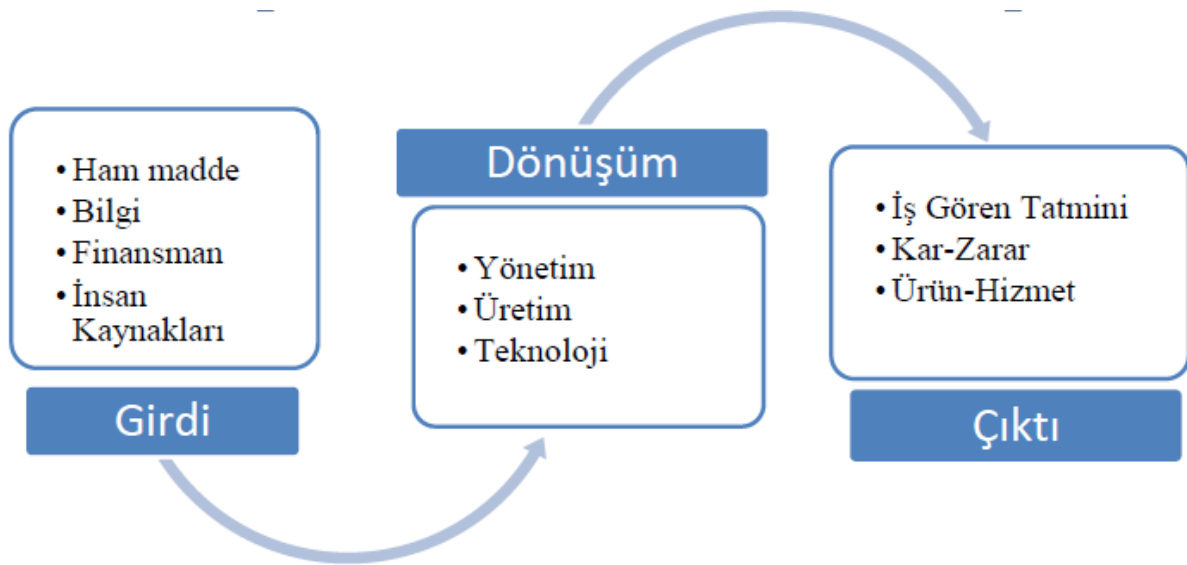 • Ham madde
• Bilgi
• Finansman
• İnsan
Kaynakları
Girdi
Dönüşüm
• Yönetim
• Üretim
• Teknoloji
• İş Gören Tatmini
• Kar-Zarar
• Ürün-Hizmet
Çıktı